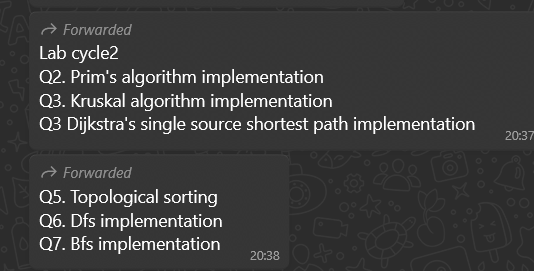 Forwarded
Lab cycle2
Q2. Prim's algorithm implementation
Q3. Kruskal algorithm implementation
Q3 Dijkstra's single source shortest path implementation
20:37
Forwarded
Q5. Topological sorting
Q6. Dfs implementation
Q7. Bfs implementation
20:38